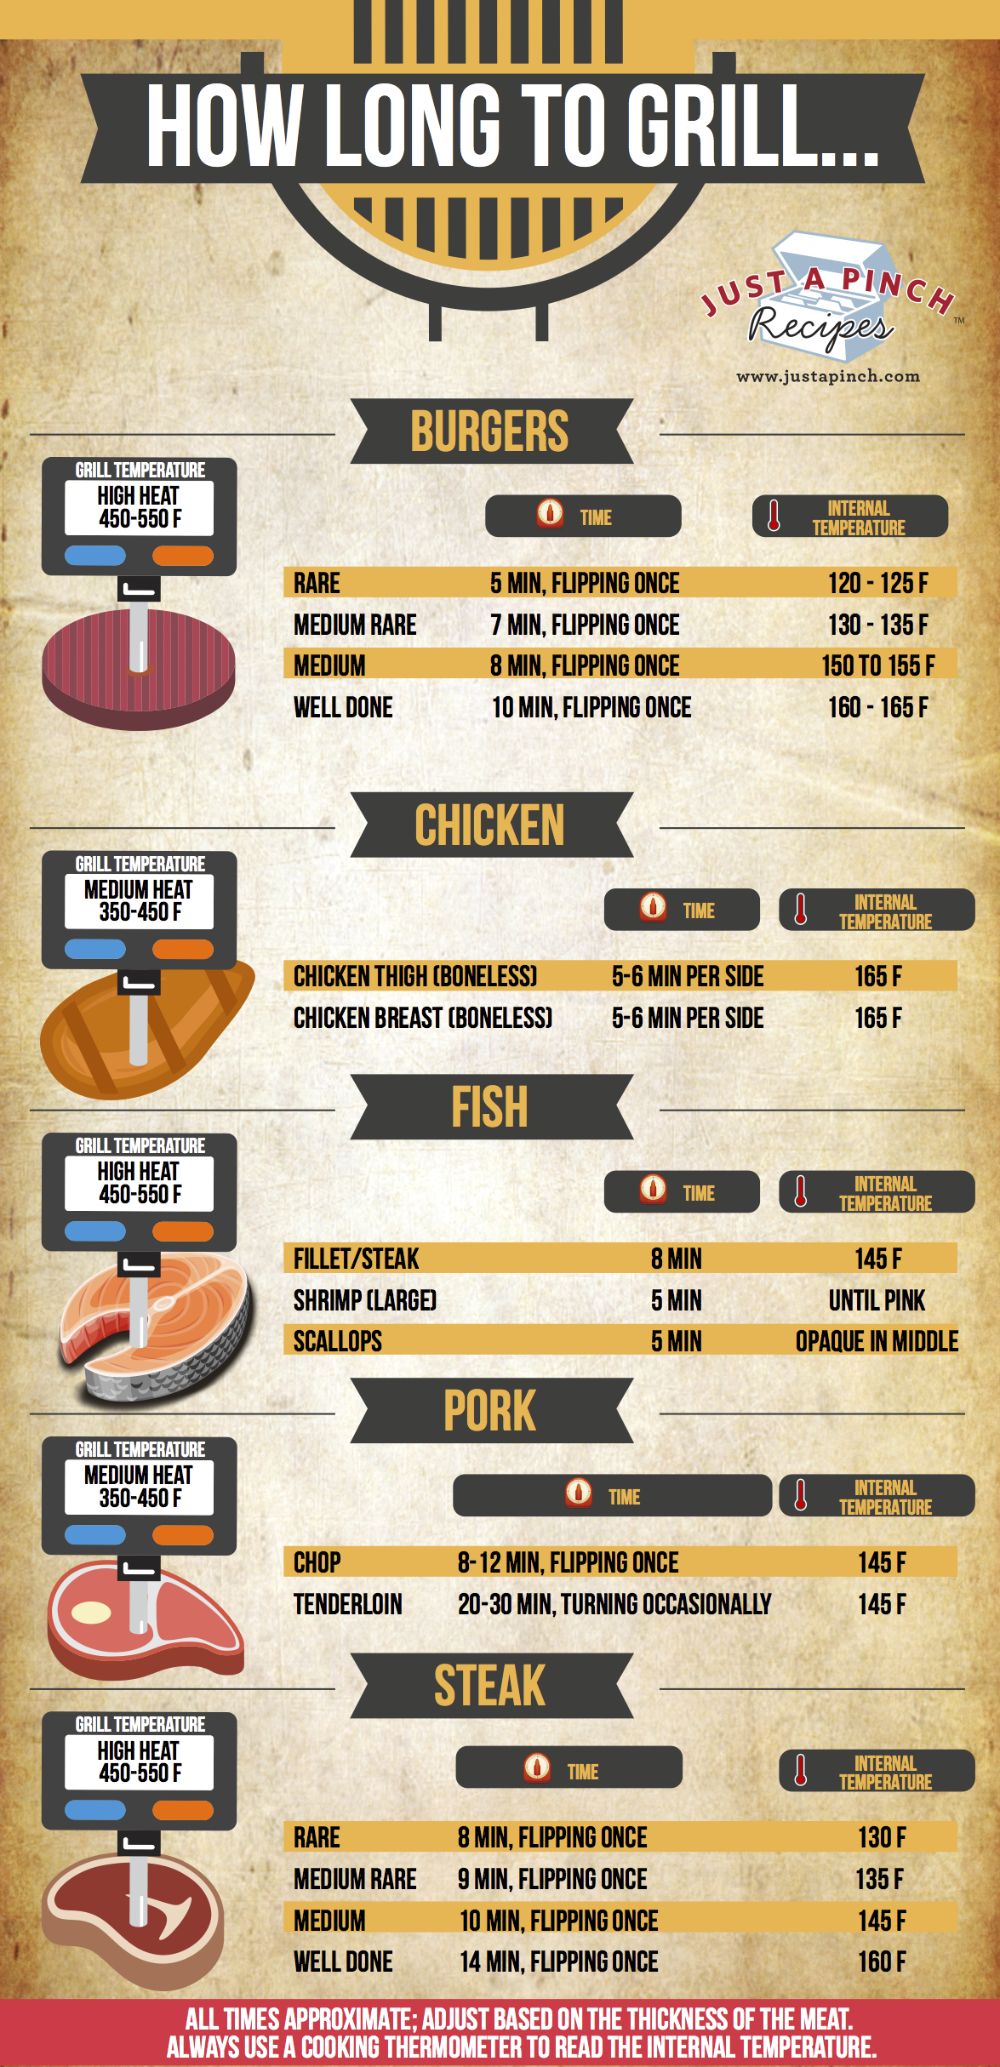 HOW LONG TO GRILL...
JUST A PINCH
Recipes™
www.justapinch.com
BURGERS
GRILL TEMPERATURE
HIGH HEAT
450-550 F
TIME
INTERNAL
TEMPERATURE
RARE 5 MIN, FLIPPING ONCE 120 - 125 F
MEDIUM RARE 7 MIN, FLIPPING ONCE 130 - 135 F
MEDIUM 8 MIN, FLIPPING ONCE 150 TO 155 F
WELL DONE 10 MIN, FLIPPING ONCE 160 - 165 F
CHICKEN
GRILL TEMPERATURE
MEDIUM HEAT
350-450 F
TIME
INTERNAL
TEMPERATURE
CHICKEN THIGH (BONELESS) 5-6 MIN PER SIDE 165 F
CHICKEN BREAST (BONELESS) 5-6 MIN PER SIDE 165 F
FISH
GRILL TEMPERATURE
HIGH HEAT
450-550 F
TIME
INTERNAL
TEMPERATURE
FILLET/STEAK 8 MIN 145 F
SHRIMP (LARGE) 5 MIN UNTIL PINK
SCALLOPS 5 MIN OPAQUE IN MIDDLE
PORK
GRILL TEMPERATURE
MEDIUM HEAT
350-450 F
TIME
INTERNAL
TEMPERATURE
CHOP 8-12 MIN, FLIPPING ONCE 145 F
TENDERLOIN 20-30 MIN, TURNING OCCASIONALLY 145 F
STEAK
GRILL TEMPERATURE
HIGH HEAT
450-550 F
TIME
INTERNAL
TEMPERATURE
RARE 8 MIN, FLIPPING ONCE 130 F
MEDIUM RARE 9 MIN, FLIPPING ONCE 135 F
MEDIUM 10 MIN, FLIPPING ONCE 145 F
WELL DONE 14 MIN, FLIPPING ONCE 160 F
ALL TIMES APPROXIMATE; ADJUST BASED ON THE THICKNESS OF THE MEAT.
ALWAYS USE A COOKING THERMOMETER TO READ THE INTERNAL TEMPERATURE.